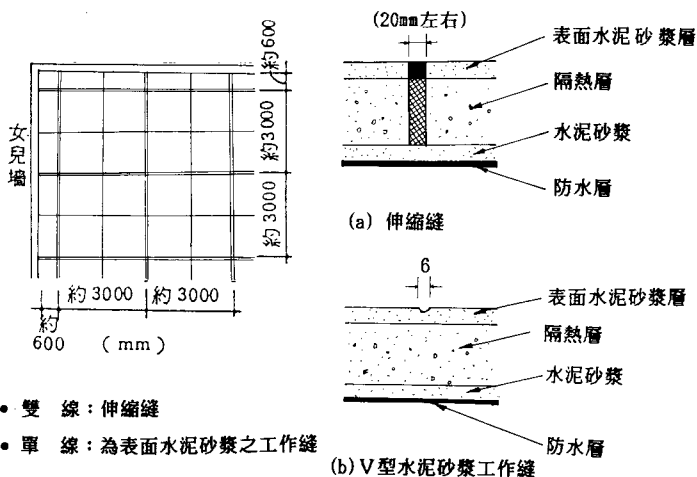 約600
女兒墻
約3000
約3000
約3000
約3000
約
600
(mm)
• 雙 線：伸縮縫
• 單 線：為表面水泥砂漿之工作縫
(20mm左右)
表面水泥砂漿層
隔熱層
水泥砂漿
防水層
(a) 伸縮縫
6
表面水泥砂漿層
隔熱層
水泥砂漿
防水層
(b) V型水泥砂漿工作縫